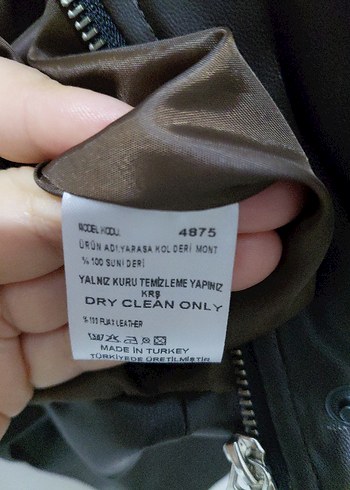 MODEL KODU: 4875
ÜRÜN ADI:YARASA KOL DERİ MONT
% 100 SUNİ DERİ
YALNIZ KURU TEMİZLEME YAPINIZ
KRŞ
DRY CLEAN ONLY
% 100 FUAX LEATHER
MADE IN TURKEY
TÜRKİYEDE ÜRETİLMİŞTİR